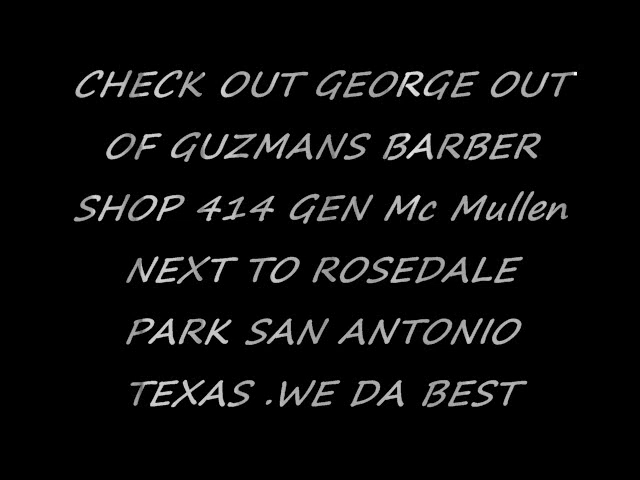 CHECK OUT GEORGE OUT
OF GUZMANS BARBER
SHOP 414 GEN Mc Mullen
NEXT TO ROSEDALE
PARK SAN ANTONIO
TEXAS .WE DA BEST